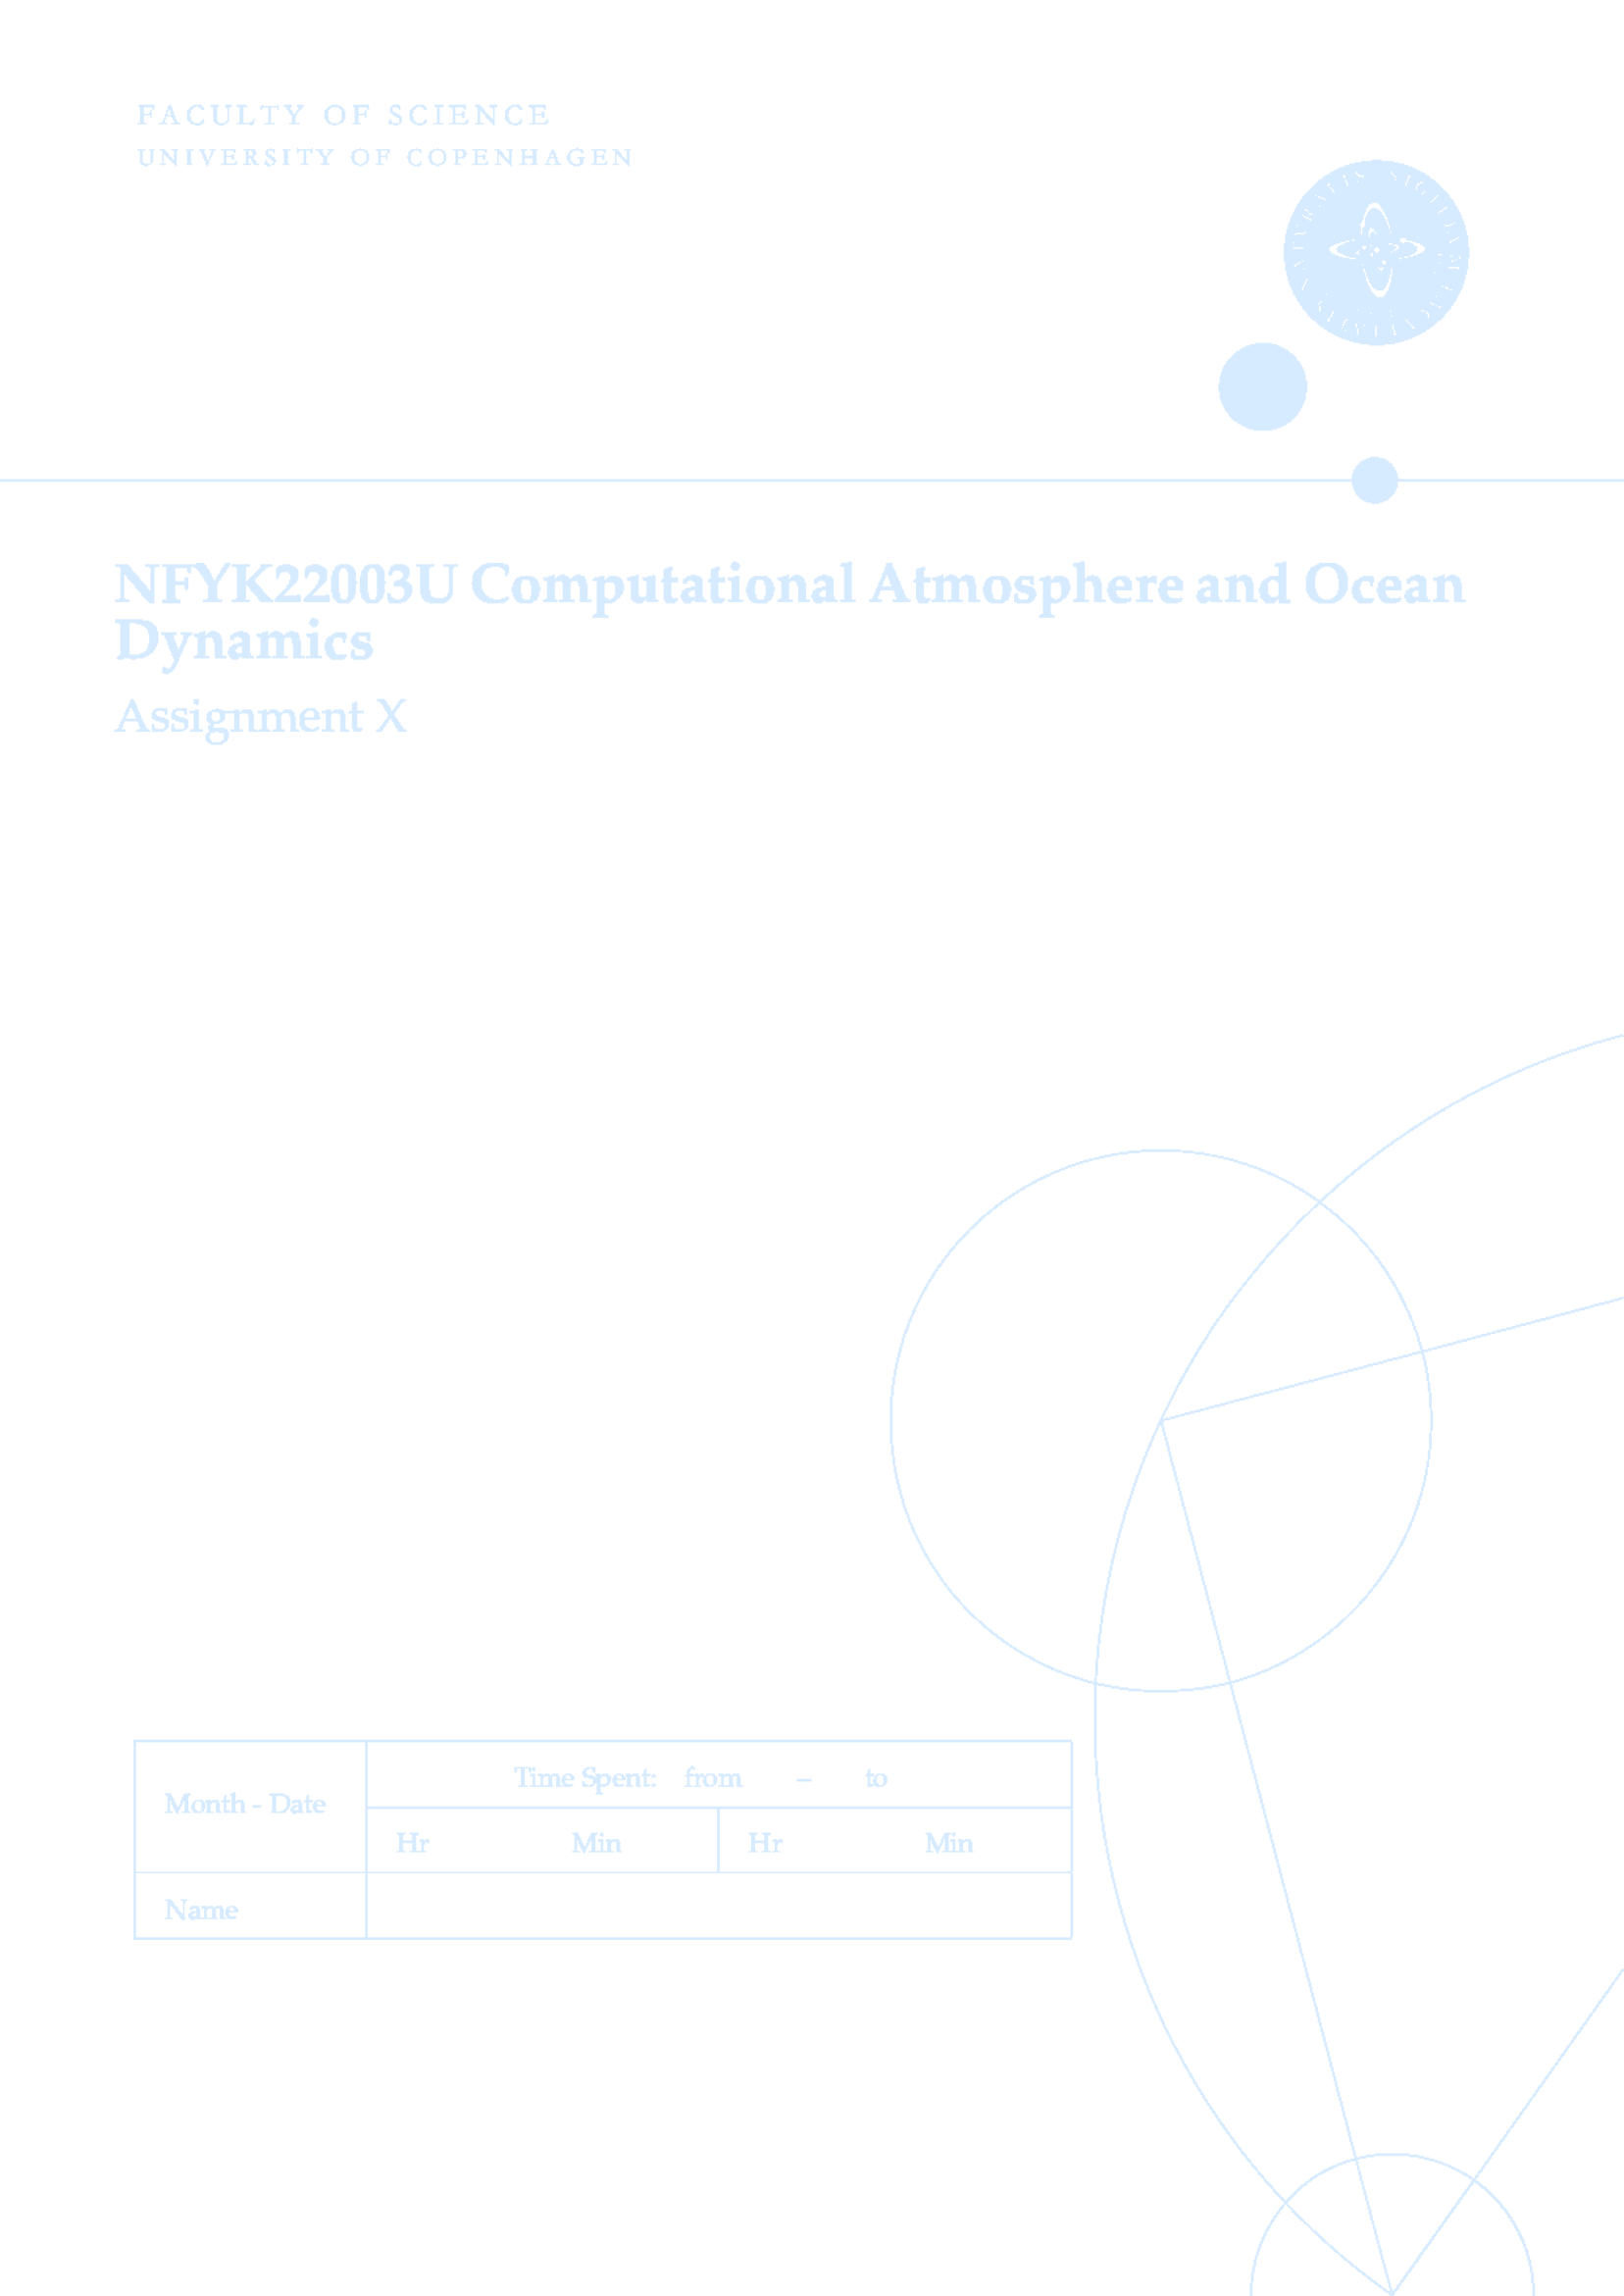 FACULTY OF SCIENCE
UNIVERSITY OF COPENHAGEN
NFYK22003U Computational Atmosphere and Ocean
Dynamics
Assignment X
Month - Date
Time Spent: from – to
Hr Min Hr Min
Name